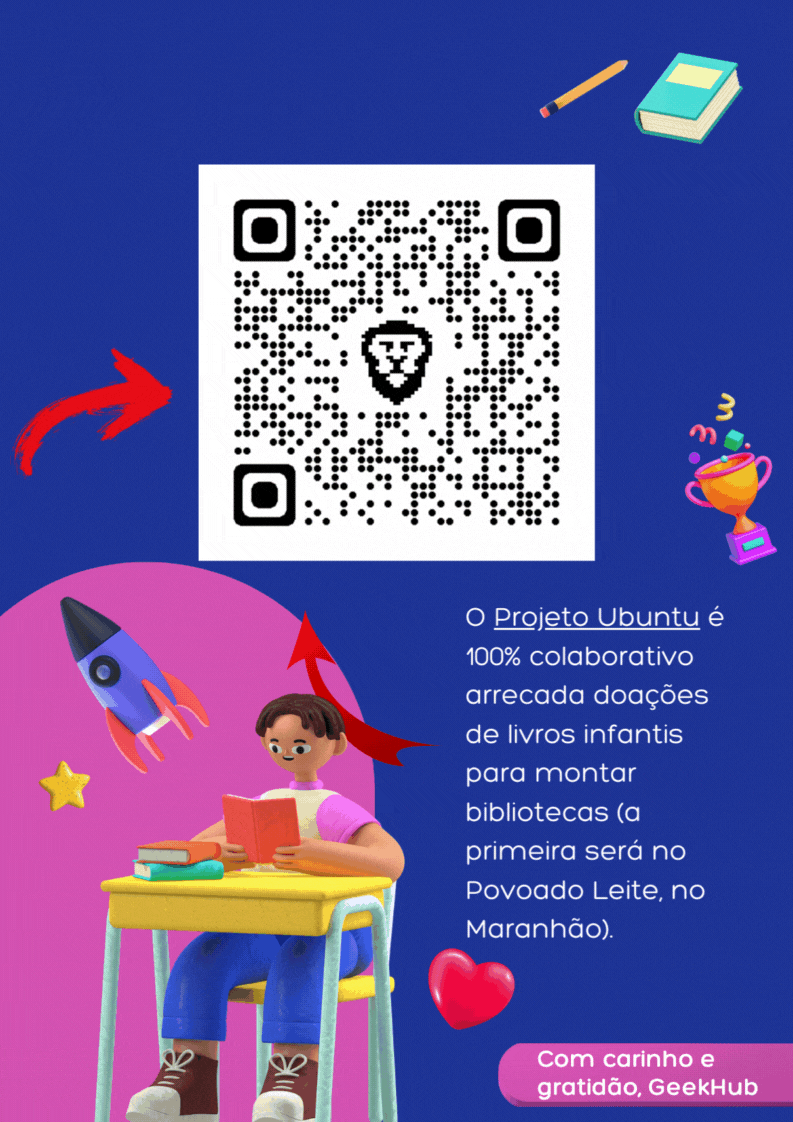 O Projeto Ubuntu é
100% colaborativo
arrecada doações
de livros infantis
para montar
bibliotecas (a
primeira será no
Povoado Leite, no
Maranhão).
Com carinho e
gratidão, GeekHub